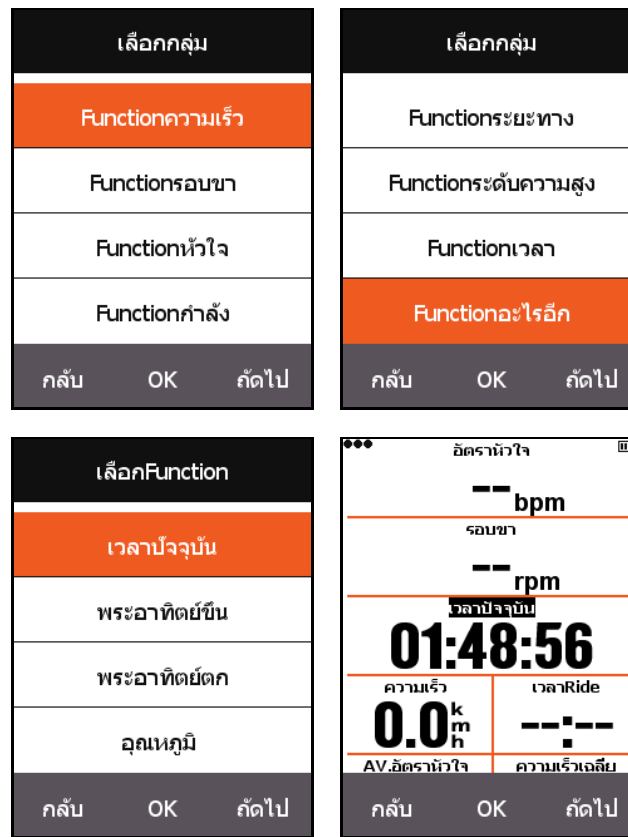 เลือกกลุ่ม
Functionความเร็ว
Functionรอบขา
Functionหัวใจ
Functionกำลัง
กลับ OK ถัดไป
เลือกกลุ่ม
Functionระยะทาง
Functionระดับความสูง
Functionเวลา
Functionอะไรอีก
กลับ OK ถัดไป
เลือกFunction
เวลาปัจจุบัน
พระอาทิตย์ขึ้น
พระอาทิตย์ตก
อุณหภูมิ
กลับ OK ถัดไป
อัตราหัวใจ
-- bpm
รอบขา
-- rpm
เวลาปัจจุบัน
01:48:56
ความเร็ว เวลาRide
0.0 kmh --:--
AV.อัตราหัวใจ ความเร็วเฉลี่ย
กลับ OK ถัดไป